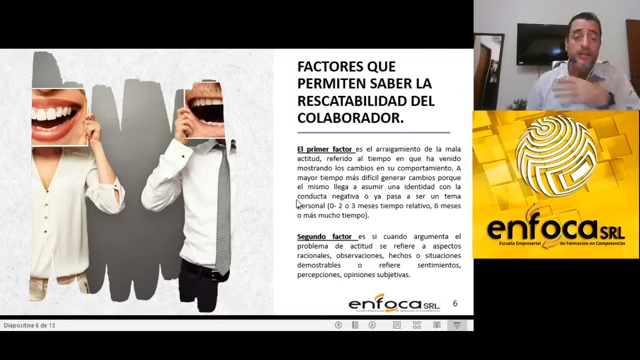 FACTORES QUE
PERMITEN SABER LA
RESCATABILIDAD DEL
COLABORADOR.
El primer factor es el arraigamiento de la mala
actitud, referido al tiempo en que ha venido
mostrando los cambios en su comportamiento. A
mayor tiempo más difícil generar cambios porque
el mismo llega a asumir una identidad con la
conducta negativa o ya pasa a ser un tema
personal (0- 2 o 3 meses tiempo relativo, 6 meses
o más mucho tiempo).
Segundo factor es si cuando argumenta el
problema de actitud se refiere a aspectos
racionales, observaciones, hechos o situaciones
demostrables o refiere sentimientos,
percepciones, opiniones subjetivas.
enfoca SRL
6
Diapositiva 6 de 13
enfoca SRL
Escuela Empresarial de Formación en Competencias